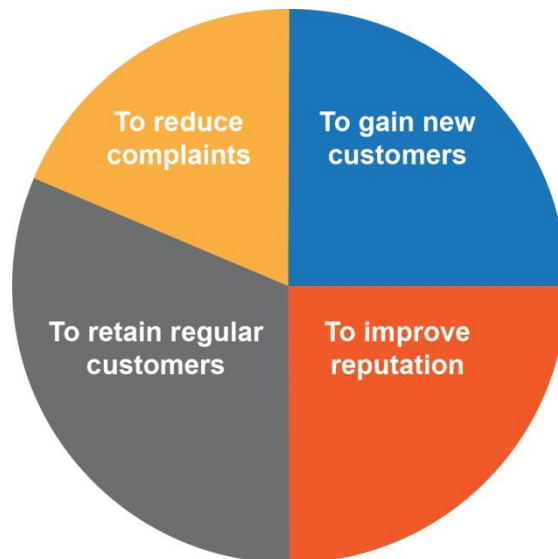 To reduce
complaints
To gain new
customers
To retain regular
customers
To improve
reputation